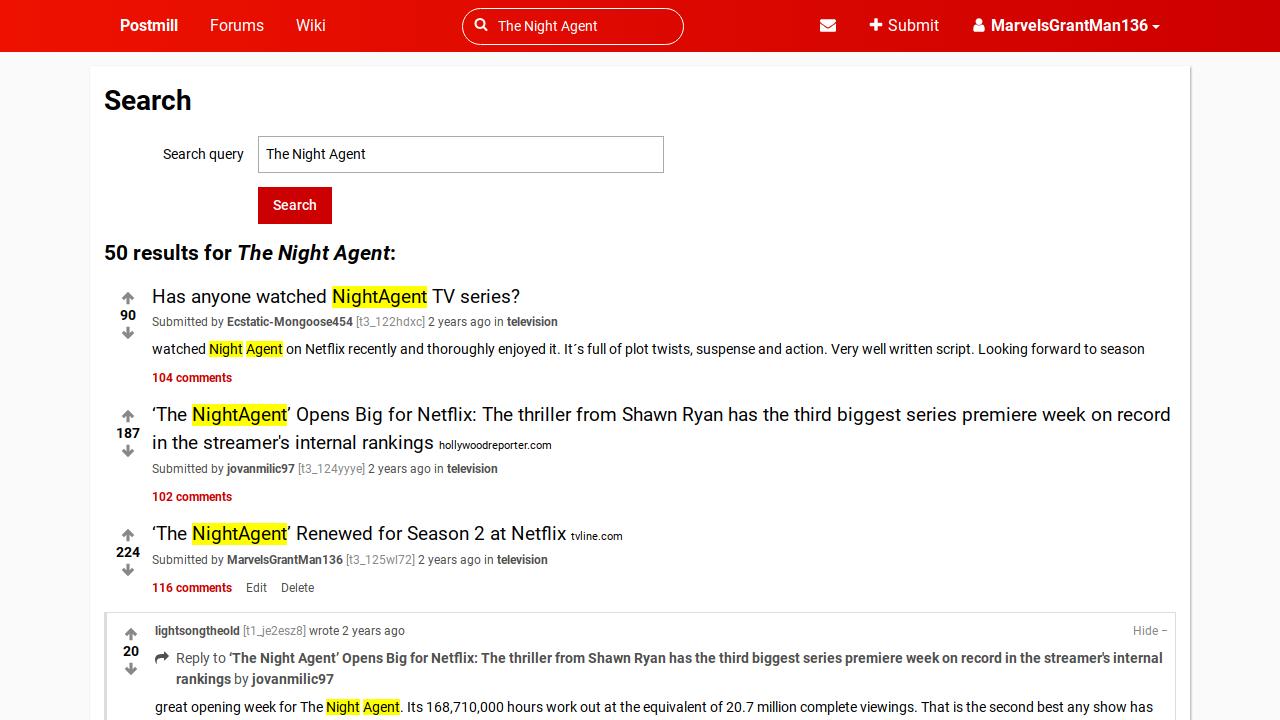 Postmill
Forums
Wiki
The Night Agent
Submit
MarvelsGrantMan136
Search
Search query
The Night Agent
Search
50 results for The Night Agent:
Has anyone watched NightAgent TV series?
90
Submitted by Ecstatic-Mongoose454 [t3_122hdxc] 2 years ago in television
watched Night Agent on Netflix recently and thoroughly enjoyed it. It´s full of plot twists, suspense and action. Very well written script. Looking forward to season
104 comments
‘The NightAgent’ Opens Big for Netflix: The thriller from Shawn Ryan has the third biggest series premiere week on record
187
in the streamer's internal rankings hollywoodreporter.com
Submitted by jovanmilic97 [t3_124yyye] 2 years ago in television
102 comments
‘The NightAgent’ Renewed for Season 2 at Netflix tvline.com
224
Submitted by MarvelsGrantMan136 [t3_125wl72] 2 years ago in television
116 comments Edit Delete
lightsongtheold [t1_je2esz8] wrote 2 years ago
Hide −
20
Reply to ‘The Night Agent’ Opens Big for Netflix: The thriller from Shawn Ryan has the third biggest series premiere week on record in the streamer's internal
rankings by jovanmilic97
great opening week for The Night Agent. Its 168,710,000 hours work out at the equivalent of 20.7 million complete viewings. That is the second best any show has